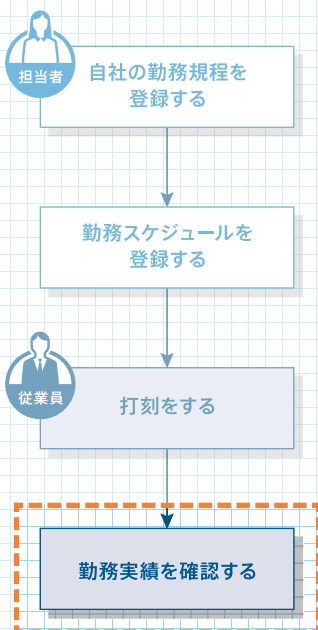 担当者
自社の勤務規程を
登録する
勤務スケジュールを
登録する
従業員
打刻をする
勤務実績を確認する